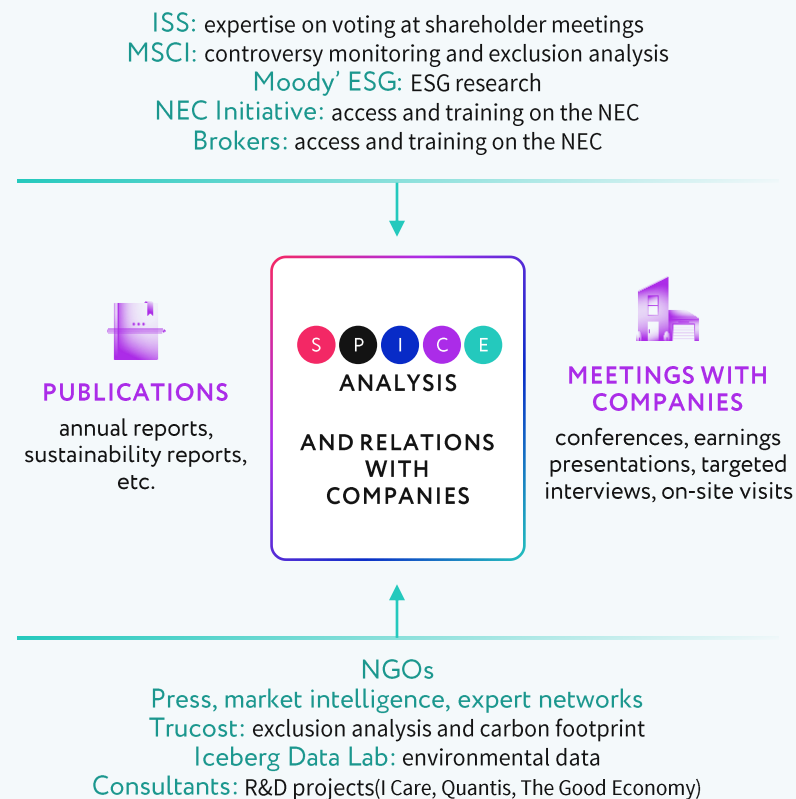 ISS: expertise on voting at shareholder meetings
MSCI: controversy monitoring and exclusion analysis
Moody’ ESG: ESG research
NEC Initiative: access and training on the NEC
Brokers: access and training on the NEC
PUBLICATIONS
annual reports,
sustainability reports,
etc.
S P I C E
ANALYSIS
AND RELATIONS
WITH
COMPANIES
MEETINGS WITH
COMPANIES
conferences, earnings
presentations, targeted
interviews, on-site visits
NGOs
Press, market intelligence, expert networks
Trucost: exclusion analysis and carbon footprint
Iceberg Data Lab: environmental data
Consultants: R&D projects(I Care, Quantis, The Good Economy)